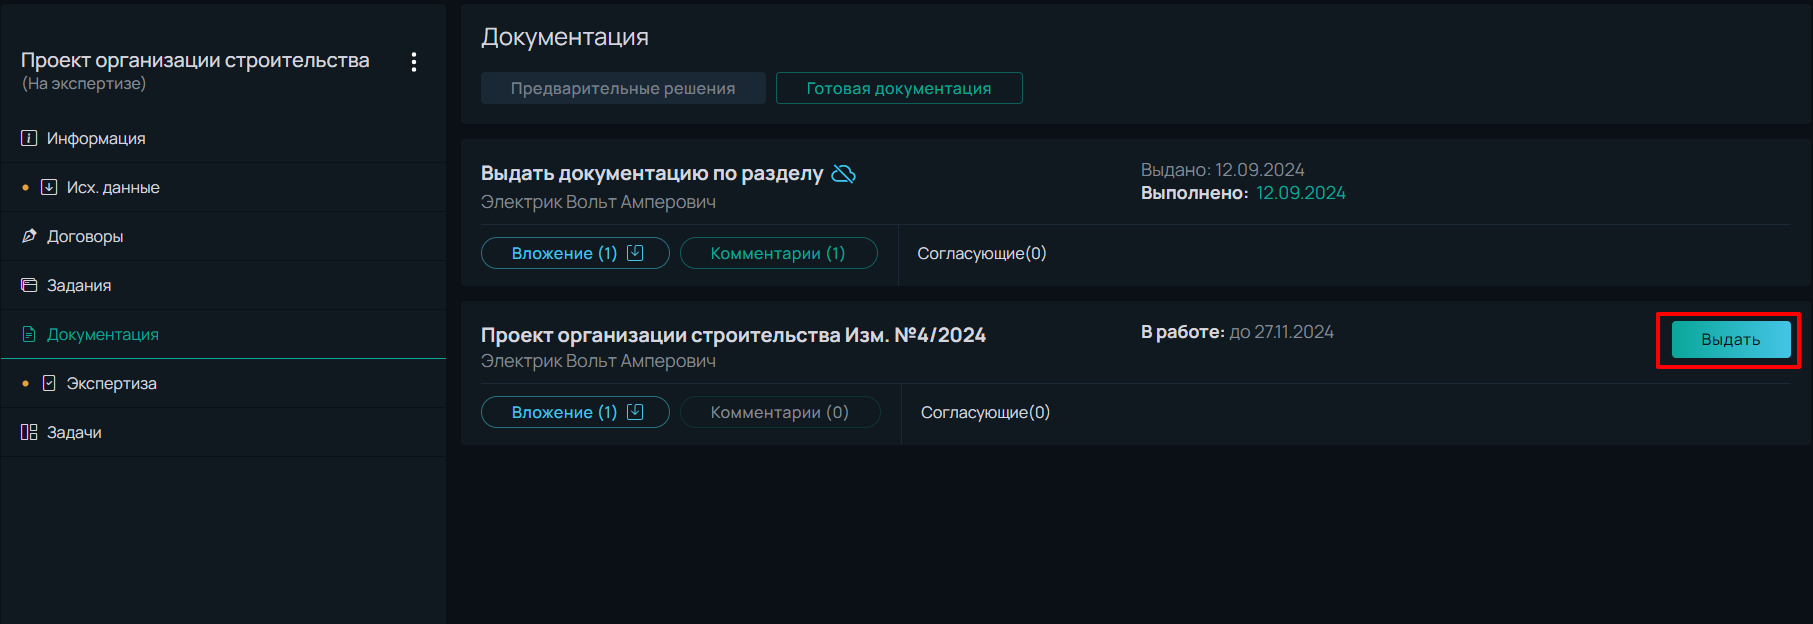 Проект организации строительства
(На экспертизе)
Информация
Исх. данные
Договоры
Задания
Документация
Экспертиза
Задачи
Документация
Предварительные решения
Готовая документация
Выдать документацию по разделу
Электрик Вольт Амперович
Выдано: 12.09.2024
Выполнено: 12.09.2024
Вложение (1)
Комментарии (1)
Согласующие(0)
Проект организации строительства Изм. №4/2024
Электрик Вольт Амперович
В работе: до 27.11.2024
Выдать
Вложение (1)
Комментарии (0)
Согласующие(0)